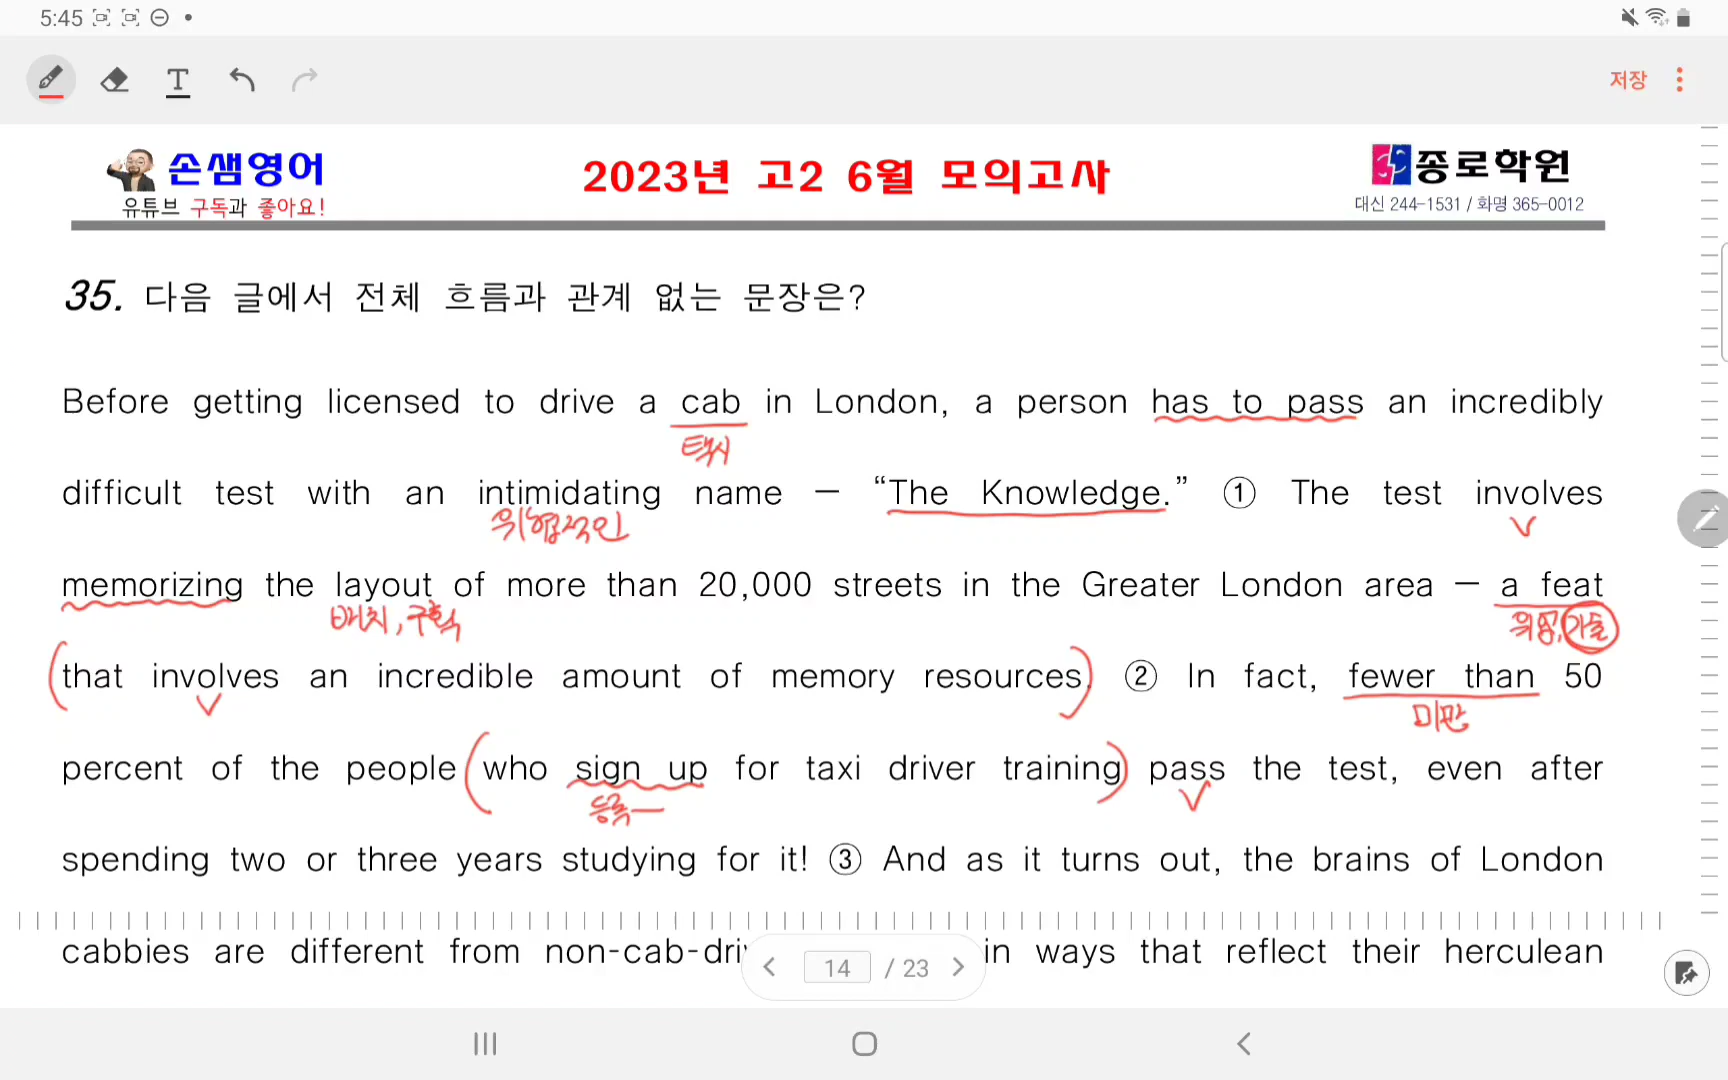 5:45
T
저장
손샘영어
유튜브 구독과 좋아요!
2023년 고2 6월 모의고사
종로학원
대신 244-1531 / 화명 365-0012
35. 다음 글에서 전체 흐름과 관계 없는 문장은?
Before getting licensed to drive a cab in London, a person has to pass an incredibly
택시
difficult test with an intimidating name — “The Knowledge.” ① The test involves
위협적인
memorizing the layout of more than 20,000 streets in the Greater London area — a feat
배치, 구획
위업, 기술
that involves an incredible amount of memory resources. ② In fact, fewer than 50
미만
percent of the people who sign up for taxi driver training pass the test, even after
등록
spending two or three years studying for it! ③ And as it turns out, the brains of London
cabbies are different from non-cab-driv in ways that reflect their herculean
14 / 23